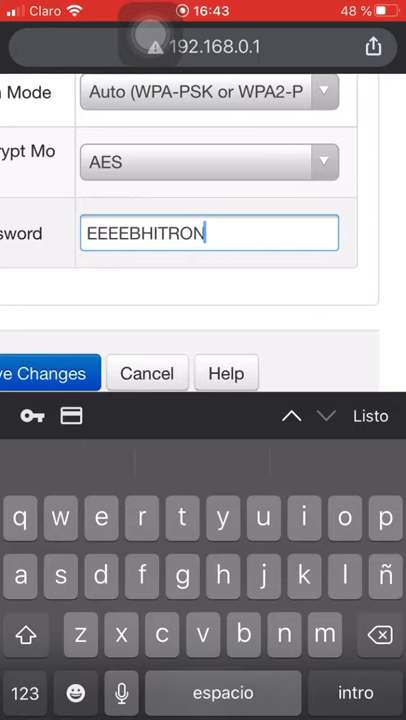 Claro 16:43 48 %
192.168.0.1
n Mode Auto (WPA-PSK or WPA2-P
rypt Mo AES
sword EEEEBHITRON
ve Changes Cancel Help
Listo
q w e r t y u i o p
a s d f g h j k l ñ
z x c v b n m
123 espacio intro